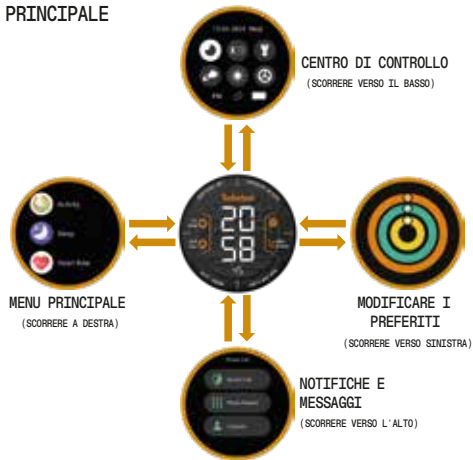 PRINCIPALE
CENTRO DI CONTROLLO
(SCORRERE VERSO IL BASSO)
Activity
Sleep
Heart Rate
Timberland
20
58
MENU PRINCIPALE
(SCORRERE A DESTRA)
MODIFICARE I
PREFERITI
(SCORRERE VERSO SINISTRA)
NOTIFICHE E
MESSAGGI
(SCORRERE VERSO L'ALTO)